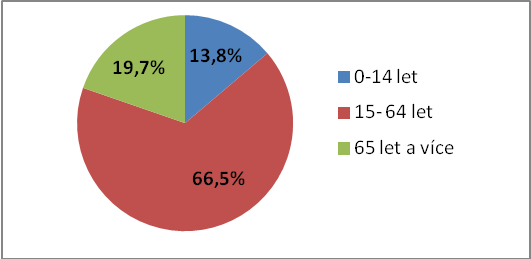 13,8%
19,7%
66,5%
0-14 let
15- 64 let
65 let a více